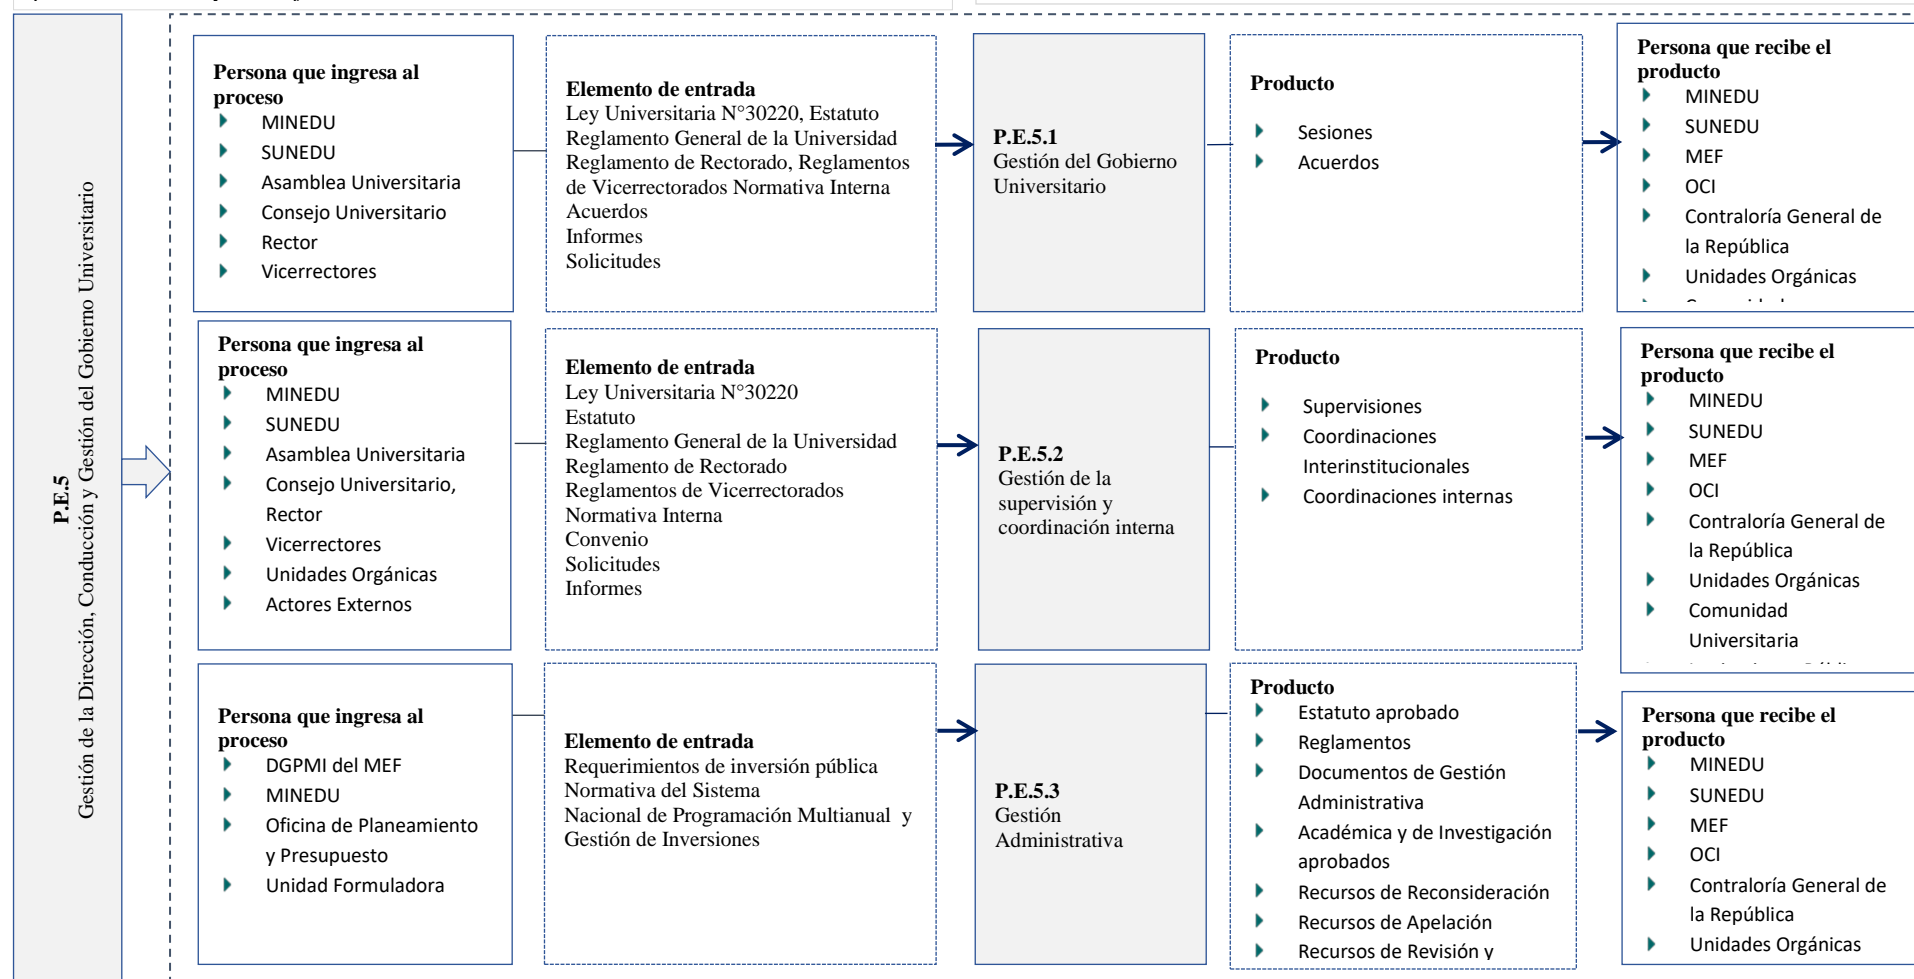 P.E.5
Gestión de la Dirección, Conducción y Gestión del Gobierno Universitario
Persona que ingresa al
proceso
MINEDU
SUNEDU
Asamblea Universitaria
Consejo Universitario
Rector
Vicerrectores
Elemento de entrada
Ley Universitaria N°30220, Estatuto
Reglamento General de la Universidad
Reglamento de Rectorado, Reglamentos
de Vicerrectorados Normativa Interna
Acuerdos
Informes
Solicitudes
P.E.5.1
Gestión del Gobierno
Universitario
Producto
Sesiones
Acuerdos
Persona que recibe el
producto
MINEDU
SUNEDU
MEF
OCI
Contraloría General de
la República
Unidades Orgánicas
Persona que ingresa al
proceso
MINEDU
SUNEDU
Asamblea Universitaria
Consejo Universitario,
Rector
Vicerrectores
Unidades Orgánicas
Actores Externos
Elemento de entrada
Ley Universitaria N°30220
Estatuto
Reglamento General de la Universidad
Reglamento de Rectorado
Reglamentos de Vicerrectorados
Normativa Interna
Convenio
Solicitudes
Informes
P.E.5.2
Gestión de la
supervisión y
coordinación interna
Producto
Supervisiones
Coordinaciones
Interinstitucionales
Coordinaciones internas
Persona que recibe el
producto
MINEDU
SUNEDU
MEF
OCI
Contraloría General de
la República
Unidades Orgánicas
Comunidad
Universitaria
Persona que ingresa al
proceso
DGPMI del MEF
MINEDU
Oficina de Planeamiento
y Presupuesto
Unidad Formuladora
Elemento de entrada
Requerimientos de inversión pública
Normativa del Sistema
Nacional de Programación Multianual y
Gestión de Inversiones
P.E.5.3
Gestión
Administrativa
Producto
Estatuto aprobado
Reglamentos
Documentos de Gestión
Administrativa
Académica y de Investigación
aprobados
Recursos de Reconsideración
Recursos de Apelación
Recursos de Revisión y
Persona que recibe el
producto
MINEDU
SUNEDU
MEF
OCI
Contraloría General de
la República
Unidades Orgánicas